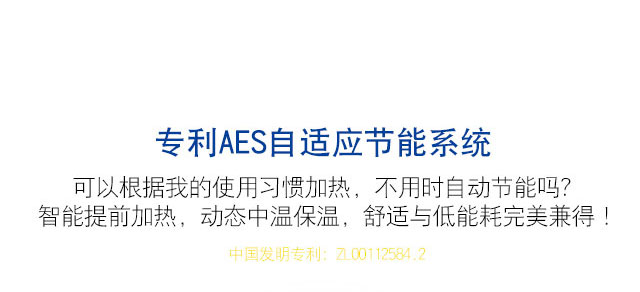 专利AES自适应节能系统
可以根据我的使用习惯加热，不用时自动节能吗？
智能提前加热，动态中温保温，舒适与低能耗完美兼得！
中国发明专利：ZL00112584.2